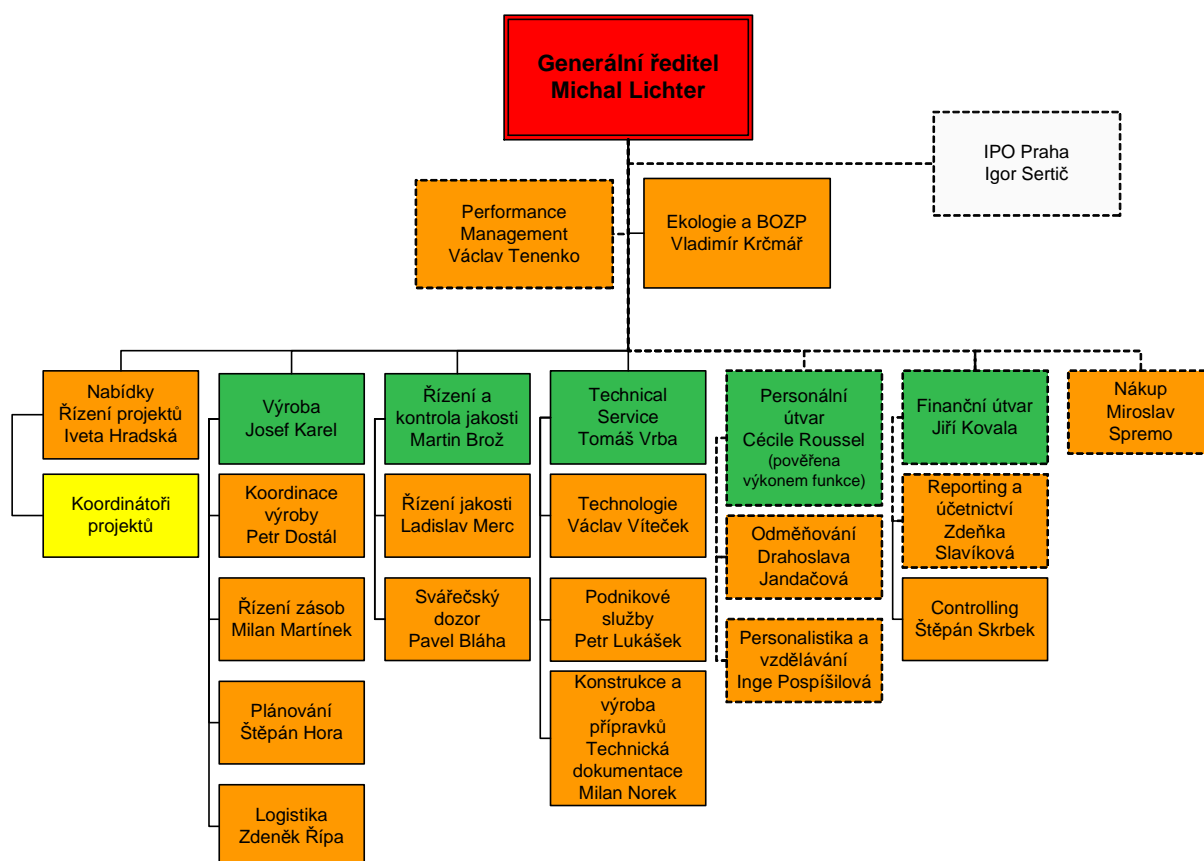 Generální ředitel
Michal Lichter
IPO Praha
Igor Sertič
Performance
Management
Václav Tenenko
Ekologie a BOZP
Vladimír Krčmář
Nabídky
Řízení projektů
Iveta Hradská
Koordinátoři
projektů
Výroba
Josef Karel
Koordinace
výroby
Petr Dostál
Řízení zásob
Milan Martínek
Plánování
Štěpán Hora
Logistika
Zdeněk Řípa
Řízení a
kontrola jakosti
Martin Brož
Řízení jakosti
Ladislav Merc
Svářečský
dozor
Pavel Bláha
Technical
Service
Tomáš Vrba
Technologie
Václav Víteček
Podnikové
služby
Petr Lukášek
Konstrukce a
výroba
přípravků
Technická
dokumentace
Milan Norek
Personální
útvar
Cécile Roussel
(pověřena
výkonem funkce)
Odměňování
Drahoslava
Jandačová
Personalistika a
vzdělávání
Inge Pospíšilová
Finanční útvar
Jiří Kovala
Reporting a
účetnictví
Zdeňka
Slavíková
Controlling
Štěpán Skrbek
Nákup
Miroslav
Spremo